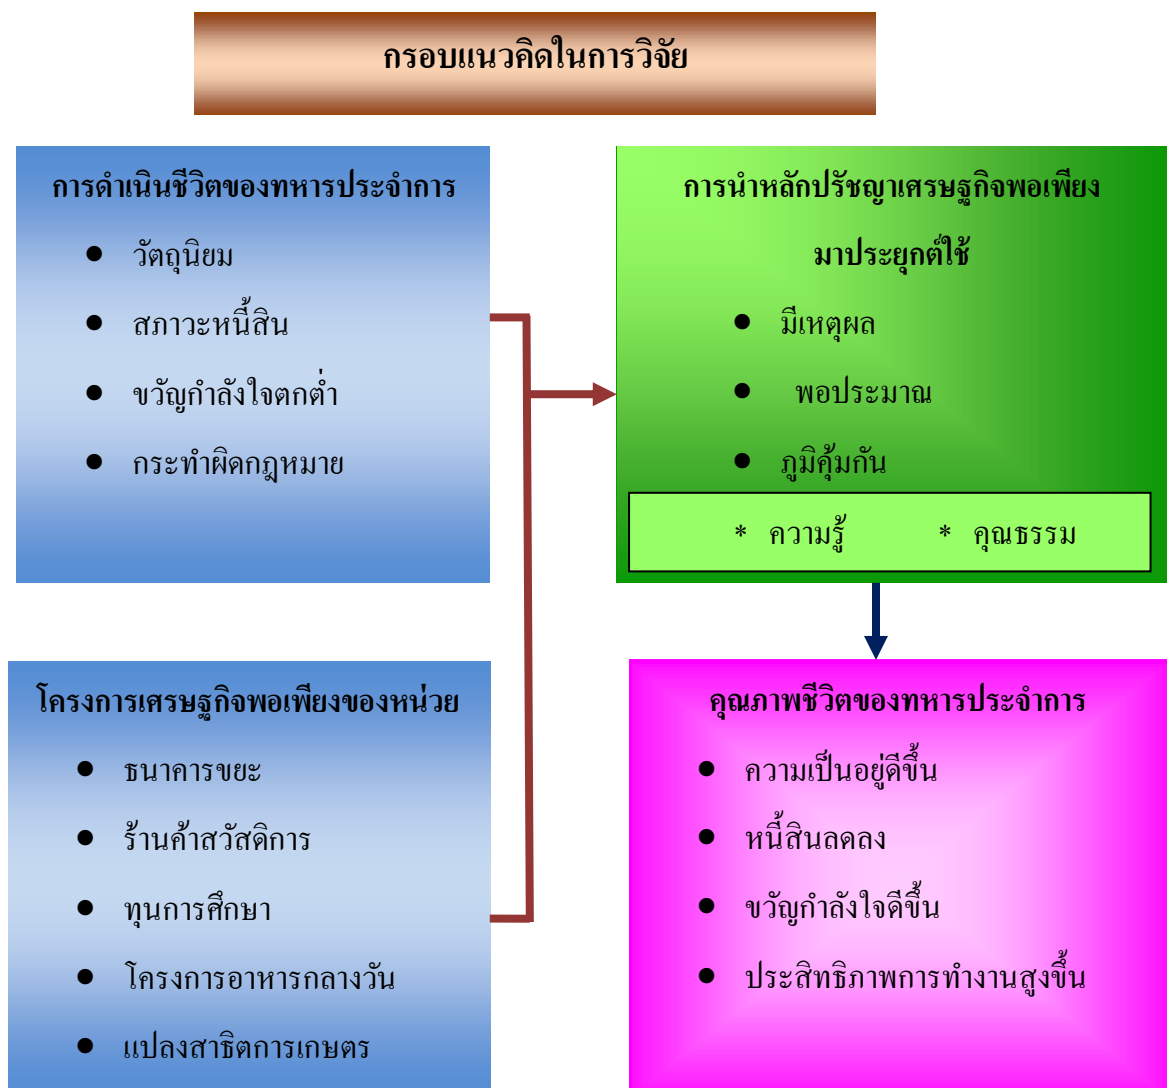 กรอบแนวคิดในการวิจัย
การดำเนินชีวิตของทหารประจำการ
● วัตถุนิยม
● สภาวะหนี้สิน
● ขวัญกำลังใจตกต่ำ
● กระทำผิดกฎหมาย
การนำหลักปรัชญาเศรษฐกิจพอเพียง
มาประยุกต์ใช้
● มีเหตุผล
● พอประมาณ
● ภูมิคุ้มกัน
* ความรู้ * คุณธรรม
โครงการเศรษฐกิจพอเพียงของหน่วย
● ธนาคารขยะ
● ร้านค้าสวัสดิการ
● ทุนการศึกษา
● โครงการอาหารกลางวัน
● แปลงสาธิตการเกษตร
คุณภาพชีวิตของทหารประจำการ
● ความเป็นอยู่ดีขึ้น
● หนี้สินลดลง
● ขวัญกำลังใจดีขึ้น
● ประสิทธิภาพการทำงานสูงขึ้น